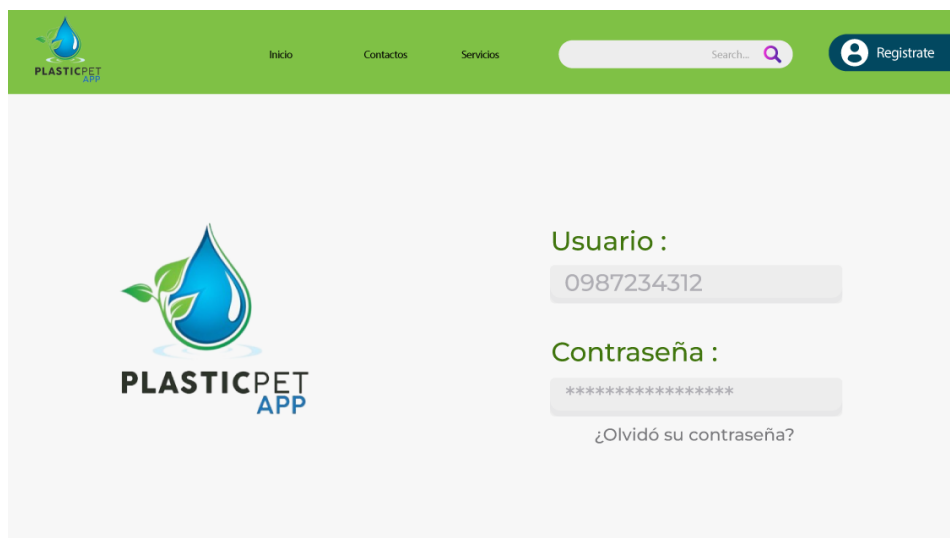 PLASTICPET
APP
Inicio
Contactos
Servicios
Search...
Registrate
PLASTICPET
APP
Usuario :
0987234312
Contraseña :
*****************
¿Olvidó su contraseña?